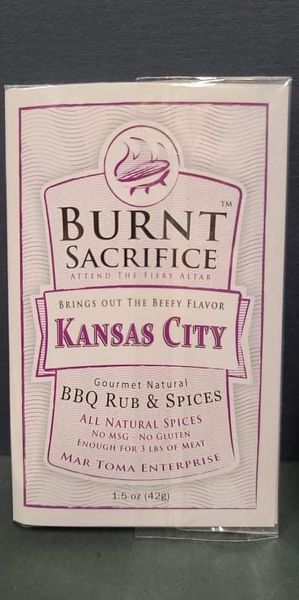 BURNT™
SACRIFICE
ATTEND THE FIERY ALTAR
BRINGS OUT THE BEEFY FLAVOR
KANSAS CITY
Gourmet Natural
BBQ RUB & SPICES
ALL NATURAL SPICES
NO MSG - NO GLUTEN
ENOUGH FOR 3 LBS OF MEAT
MAR TOMA ENTERPRISE
1.5 oz (42g)